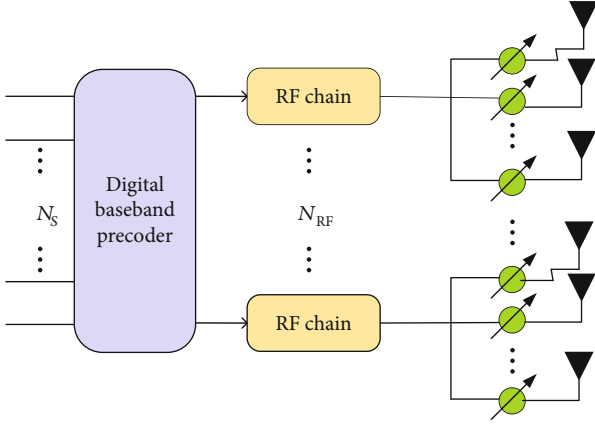 RF chain
Digital
baseband
precoder
N_S
N_RF
RF chain